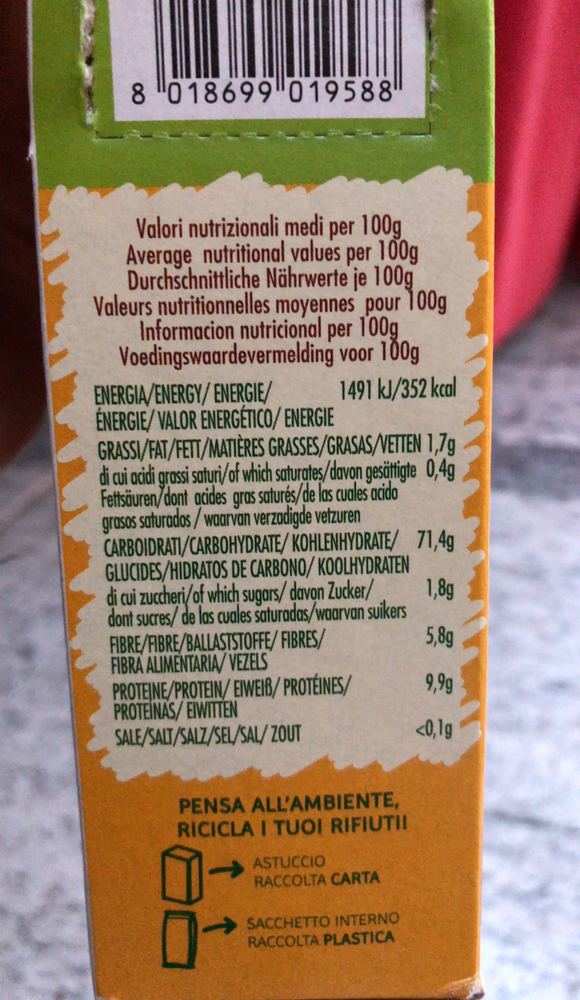 8 018699 019588
Valori nutrizionali medi per 100g
Average nutritional values per 100g
Durchschnittliche Nährwerte je 100g
Valeurs nutritionnelles moyennes pour 100g
Informacion nutricional per 100g
Voedingswaardevermelding voor 100g
ENERGIA/ENERGY/ ENERGIE/ 1491 kJ/352 kcal
ÉNERGIE/ VALOR ENERGÉTICO/ ENERGIE
GRASSI/FAT/FETT/MATIÈRES GRASSES/GRASAS/VETTEN 1,7g
di cui acidi grassi saturi/of which saturates/davon gesättigte 0,4g
Fettsäuren/dont acides gras saturés/de las cuales acido
grasos saturados / waarvan verzadigde vetzuren
CARBOIDRATI/CARBOHYDRATE/ KOHLENHYDRATE/ 71,4g
GLUCIDES/HIDRATOS DE CARBONO/ KOOLHYDRATEN
di cui zuccheri/of which sugars/ davon Zucker/ 1,8g
dont sucres/ de las cuales saturadas/waarvan suikers
FIBRE/FIBRE/BALLASTSTOFFE/ FIBRES/ 5,8g
FIBRA ALIMENTARIA/ VEZELS
PROTEINE/PROTEIN/ EIWEIß/ PROTÉINES/ 9,9g
PROTEÍNAS/ EIWITTEN
SALE/SALT/SALZ/SEL/SAL/ ZOUT <0,1g
PENSA ALL'AMBIENTE,
RICICLA I TUOI RIFIUTII
ASTUCCIO
RACCOLTA CARTA
SACCHETTO INTERNO
RACCOLTA PLASTICA